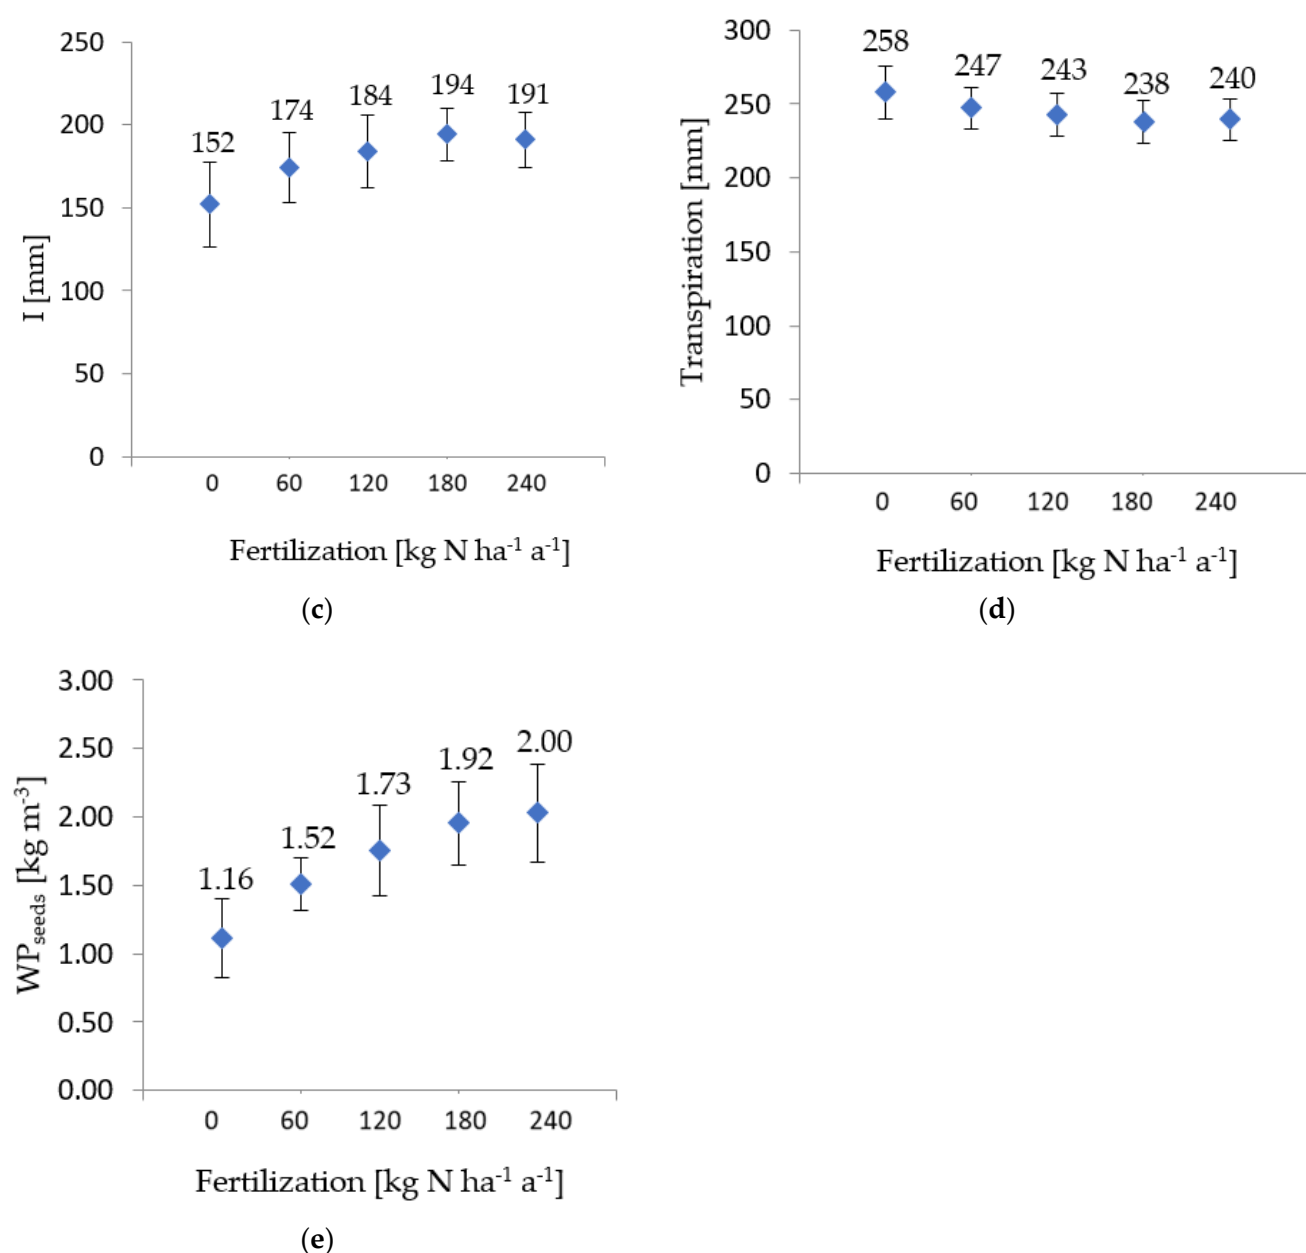 250
200
150
100
50
0
I [mm]
152
174
184
194
191
0 60 120 180 240
Fertilization [kg N ha-1 a-1]
(c)
300
250
200
150
100
50
0
Transpiration [mm]
258
247
243
238
240
0 60 120 180 240
Fertilization [kg N ha-1 a-1]
(d)
3.00
2.50
2.00
1.50
1.00
0.50
0.00
WPseeds [kg m-3]
1.16
1.52
1.73
1.92
2.00
0 60 120 180 240
Fertilization [kg N ha-1 a-1]
(e)